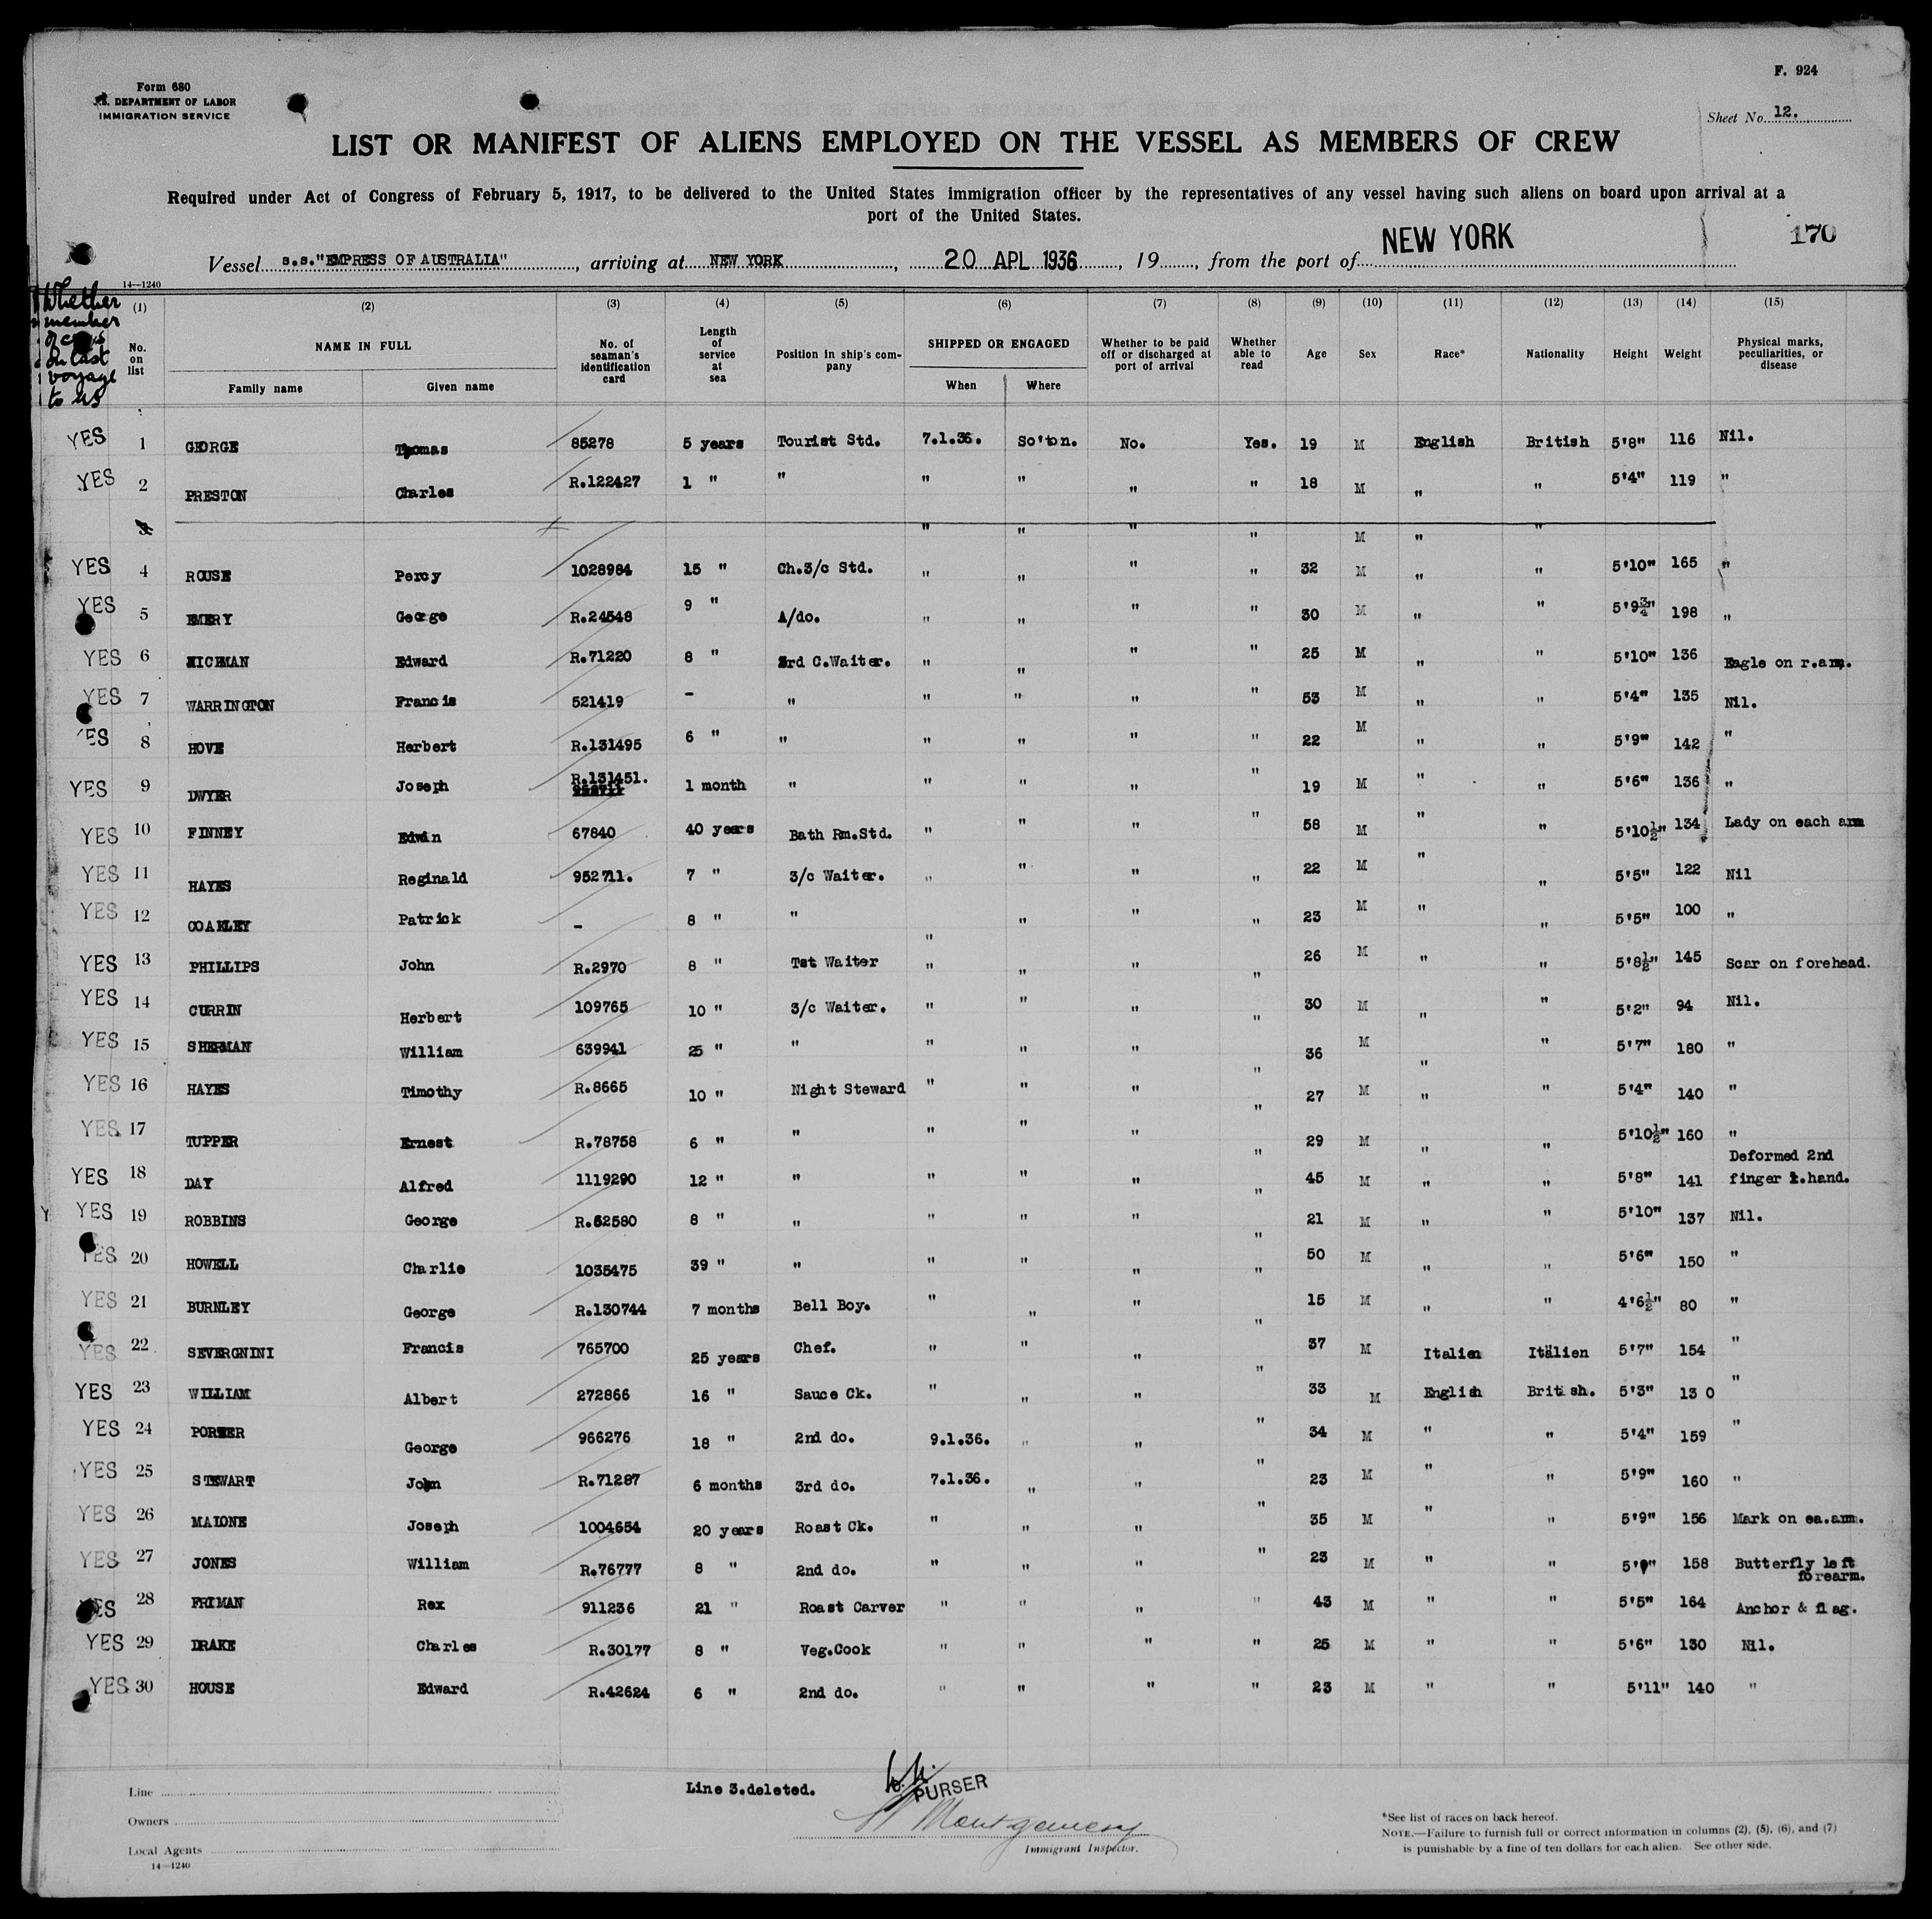 Form 680
U.S. DEPARTMENT OF LABOR
IMMIGRATION SERVICE
F. 924
Sheet No. 12.
LIST OR MANIFEST OF ALIENS EMPLOYED ON THE VESSEL AS MEMBERS OF CREW
Required under Act of Congress of February 5, 1917, to be delivered to the United States immigration officer by the representatives of any vessel having such aliens on board upon arrival at a
port of the United States.
170
Vessel s.s."EMPRESS OF AUSTRALIA", arriving at NEW YORK, 20 APL 1936, 19, from the port of NEW YORK
14—1240
Whether member of crew on last voyage to US
(1) (2) (3) (4) (5) (6) (7) (8) (9) (10) (11) (12) (13) (14) (15)
No. on list NAME IN FULL Family name Given name No. of seaman's identification card Length of service at sea Position in ship's company SHIPPED OR ENGAGED When Where Whether to be paid off or discharged at port of arrival Whether able to read Age Sex Race* Nationality Height Weight Physical marks, peculiarities, or disease
YES 1 GEORGE Thomas 85278 5 years Tourist Std. 7.1.36. So'ton. No. Yes. 19 M English British 5'8" 116 Nil.
YES 2 PRESTON Charles R.122427 1 " " " " " " 18 M " " 5'4" 119 "
3 " " " " M " "
YES 4 ROUSE Percy 1028984 15 " Ch.3/c Std. " " " " 32 M " " 5'10" 165 "
YES 5 EMERY George R.24548 9 " A/do. " " " " 30 M " " 5'9¾" 198 "
YES 6 HICEMAN Edward R.71220 8 " 3rd C.Waiter. " " " " 25 M " " 5'10" 136 Eagle on r.arm.
YES 7 WARRINGTON Francis 521419 - " " " " " 53 M " " 5'4" 135 Nil.
YES 8 HOVE Herbert R.131495 6 " " " " " " 22 M " " 5'9" 142 "
YES 9 DWYER Joseph R.131451. 1 month " " " " " 19 M " " 5'6" 136 "
YES 10 FINNEY Edwin 67840 40 years Bath Rm.Std. " " " " 58 M " " 5'10½" 134 Lady on each arm
YES 11 HAYES Reginald 952711. 7 " 3/c Waiter. " " " " 22 M " " 5'5" 122 Nil
YES 12 COAKLEY Patrick - 8 " " " " " " 23 M " " 5'5" 100 "
YES 13 PHILLIPS John R.2970 8 " Tst Waiter " " " " 26 M " " 5'8½" 145 Scar on forehead.
YES 14 CURRIN Herbert 109765 10 " 3/c Waiter. " " " " 30 M " " 5'2" 94 Nil.
YES 15 SHERMAN William 639941 25 " " " " " " 36 M " " 5'7" 180 "
YES 16 HAYES Timothy R.8665 10 " Night Steward " " " " 27 M " " 5'4" 140 "
YES 17 TUPPER Ernest R.78758 6 " " " " " " 29 M " " 5'10½" 160 "
YES 18 DAY Alfred 1119290 12 " " " " " " 45 M " " 5'8" 141 Deformed 2nd finger hand.
YES 19 ROBBINS George R.52580 8 " " " " " " 21 M " " 5'10" 137 Nil.
YES 20 HOWELL Charlie 1035475 39 " " " " " " 50 M " " 5'6" 150 "
YES 21 BURNLEY George R.130744 7 months Bell Boy. " " " " 15 M " " 4'6½" 80 "
YES 22 SEVERGNINI Francis 765700 25 years Chef. " " " " 37 M Italien Italien 5'7" 154 "
YES 23 WILLIAM Albert 272866 16 " Sauce Ck. " " " 33 M English British. 5'3" 13 0 "
YES 24 PORTER George 966276 18 " 2nd do. 9.1.36. " " " 34 M " " 5'4" 159 "
YES 25 STEWART John R.71287 6 months 3rd do. 7.1.36. " " " 23 M " " 5'9" 160 "
YES 26 MALONE Joseph 1004654 20 years Roast Ck. " " " " 35 M " " 5'9" 156 Mark on ea.arm.
YES 27 JONES William R.76777 8 " 2nd do. " " " " 23 M " " 5'9" 158 Butterfly left forearm.
YES 28 FRIMAN Rex 911236 21 " Roast Carver " " " " 43 M " " 5'5" 164 Anchor & flag.
YES 29 DRAKE Charles R.30177 8 " Veg.Cook " " " " 25 M " " 5'6" 130 Nil.
YES 30 HOUSE Edward R.42624 6 " 2nd do. " " " " 23 M " " 5'11" 140 "
Line 3.deleted.
PURSER
Montgomery
Immigrant Inspector.
Line
Owners
Local Agents
14—1240
*See list of races on back hereof.
NOTE.—Failure to furnish full or correct information in columns (2), (5), (6), and (7)
is punishable by a fine of ten dollars for each alien. See other side.